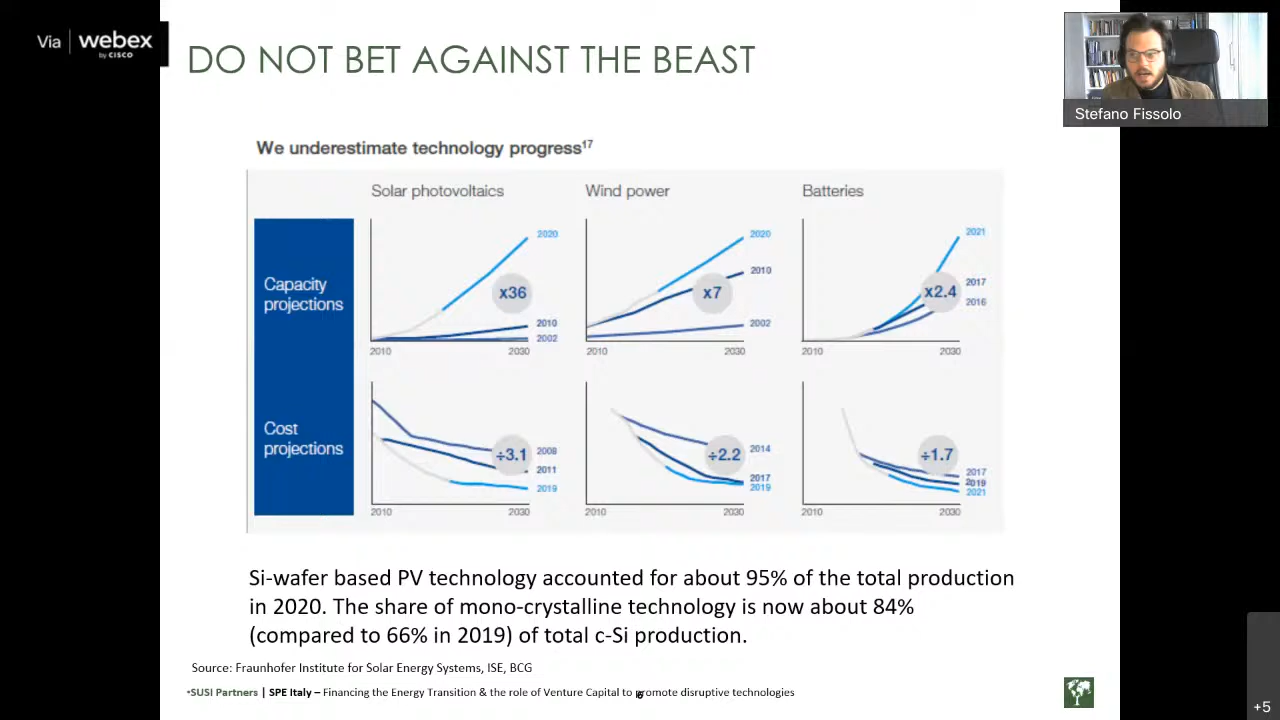 Via webex
by CISCO
DO NOT BET AGAINST THE BEAST
Stefano Fissolo
We underestimate technology progress17
Solar photovoltaics
Wind power
Batteries
Capacity
projections
2020
x36
2010
2002
2010 2030
2020
2010
x7
2002
2010 2030
2021
2017
x2.4
2016
2010 2030
Cost
projections
÷3.1
2008
2011
2019
2010 2030
÷2.2
2014
2017
2019
2010 2030
÷1.7
2017
2019
2021
2010 2030
Si-wafer based PV technology accounted for about 95% of the total production
in 2020. The share of mono-crystalline technology is now about 84%
(compared to 66% in 2019) of total c-Si production.
Source: Fraunhofer Institute for Solar Energy Systems, ISE, BCG
•SUSI Partners | SPE Italy – Financing the Energy Transition & the role of Venture Capital to promote disruptive technologies
+5